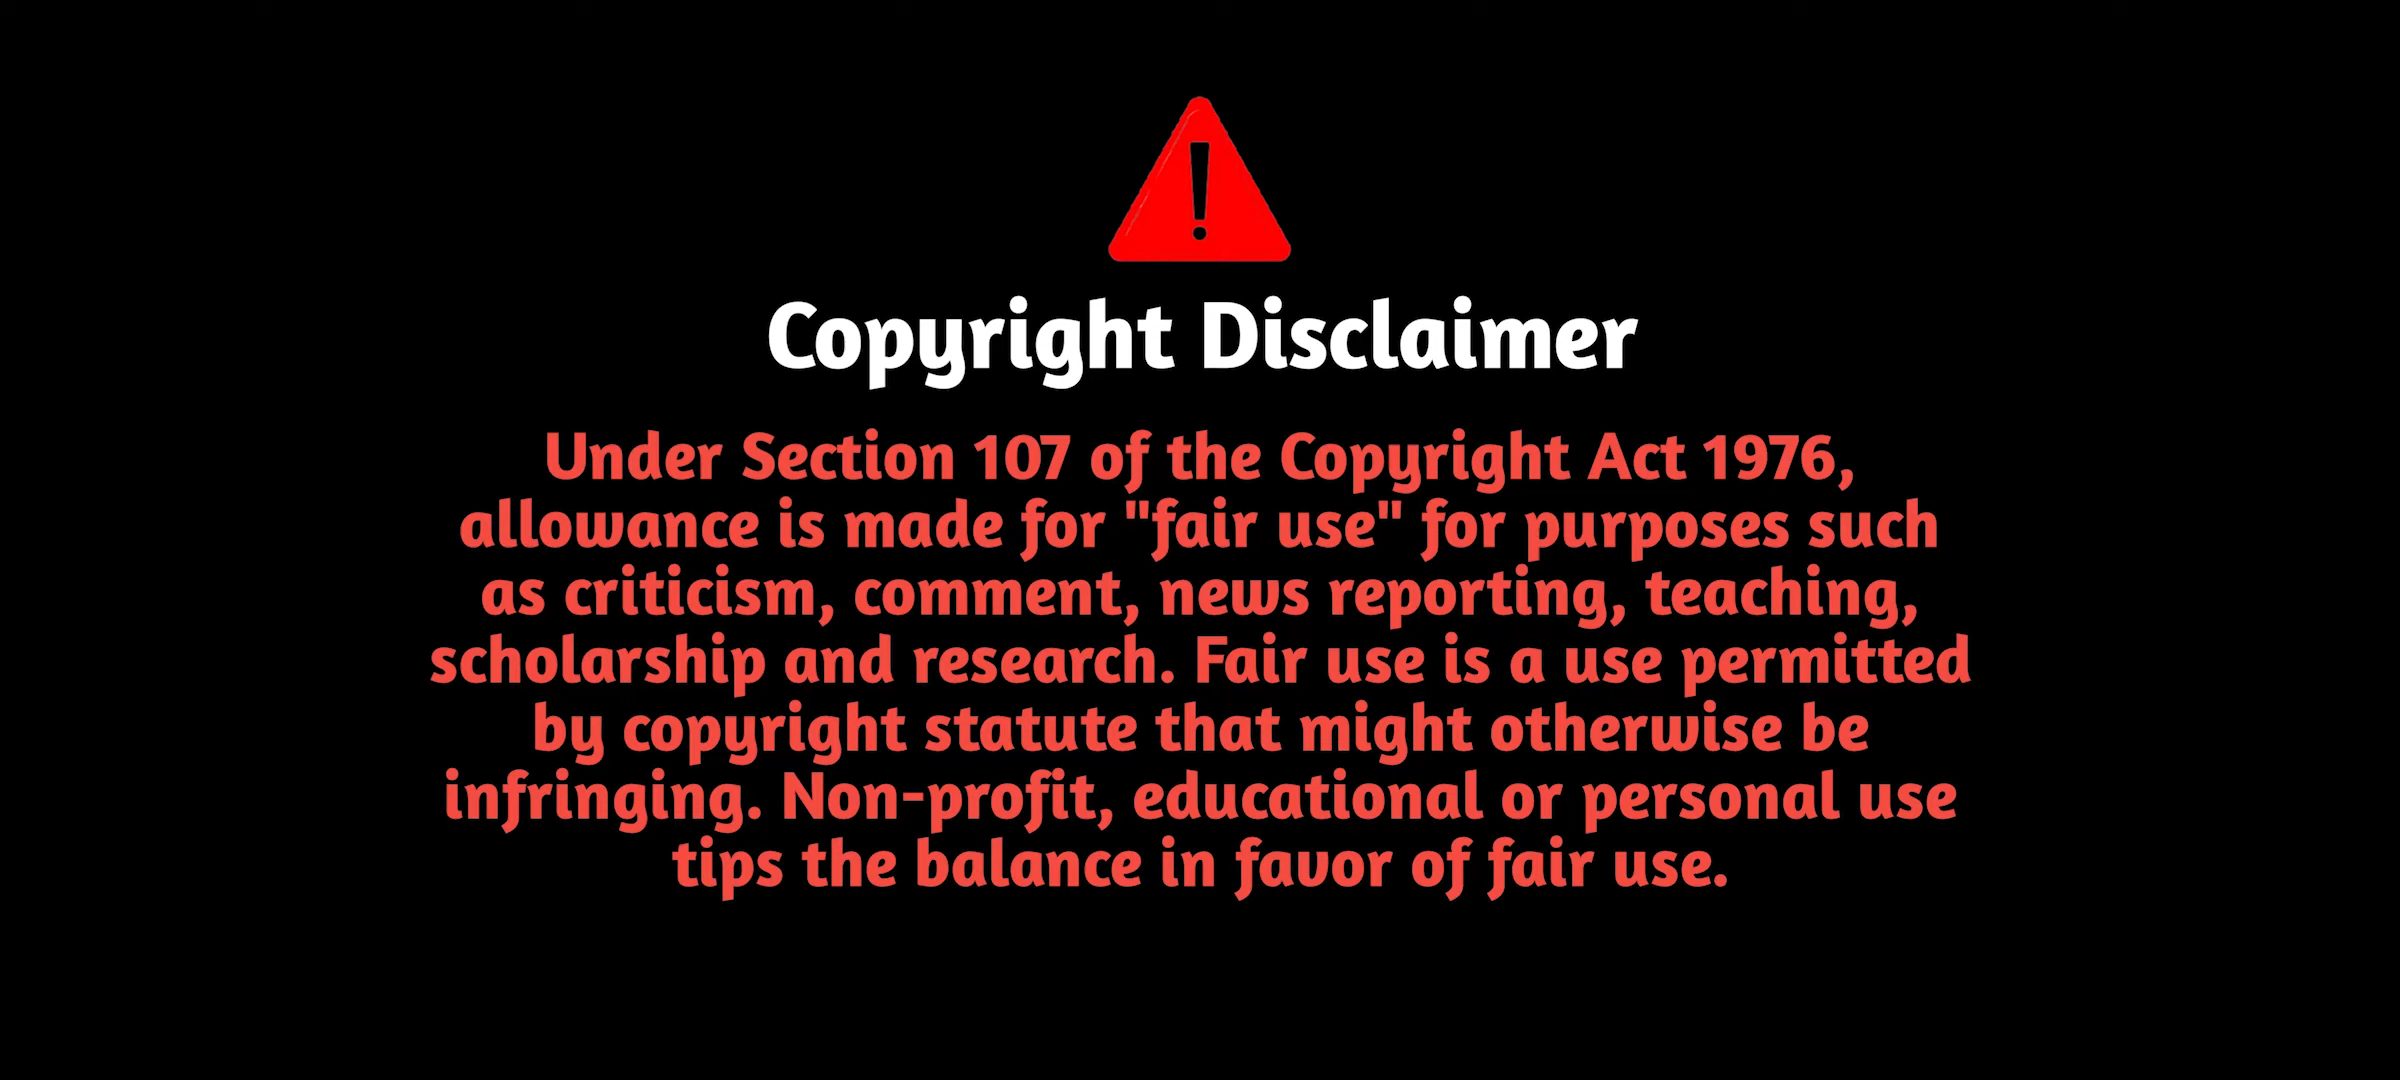 Copyright Disclaimer
Under Section 107 of the Copyright Act 1976,
allowance is made for "fair use" for purposes such
as criticism, comment, news reporting, teaching,
scholarship and research. Fair use is a use permitted
by copyright statute that might otherwise be
infringing. Non-profit, educational or personal use
tips the balance in favor of fair use.